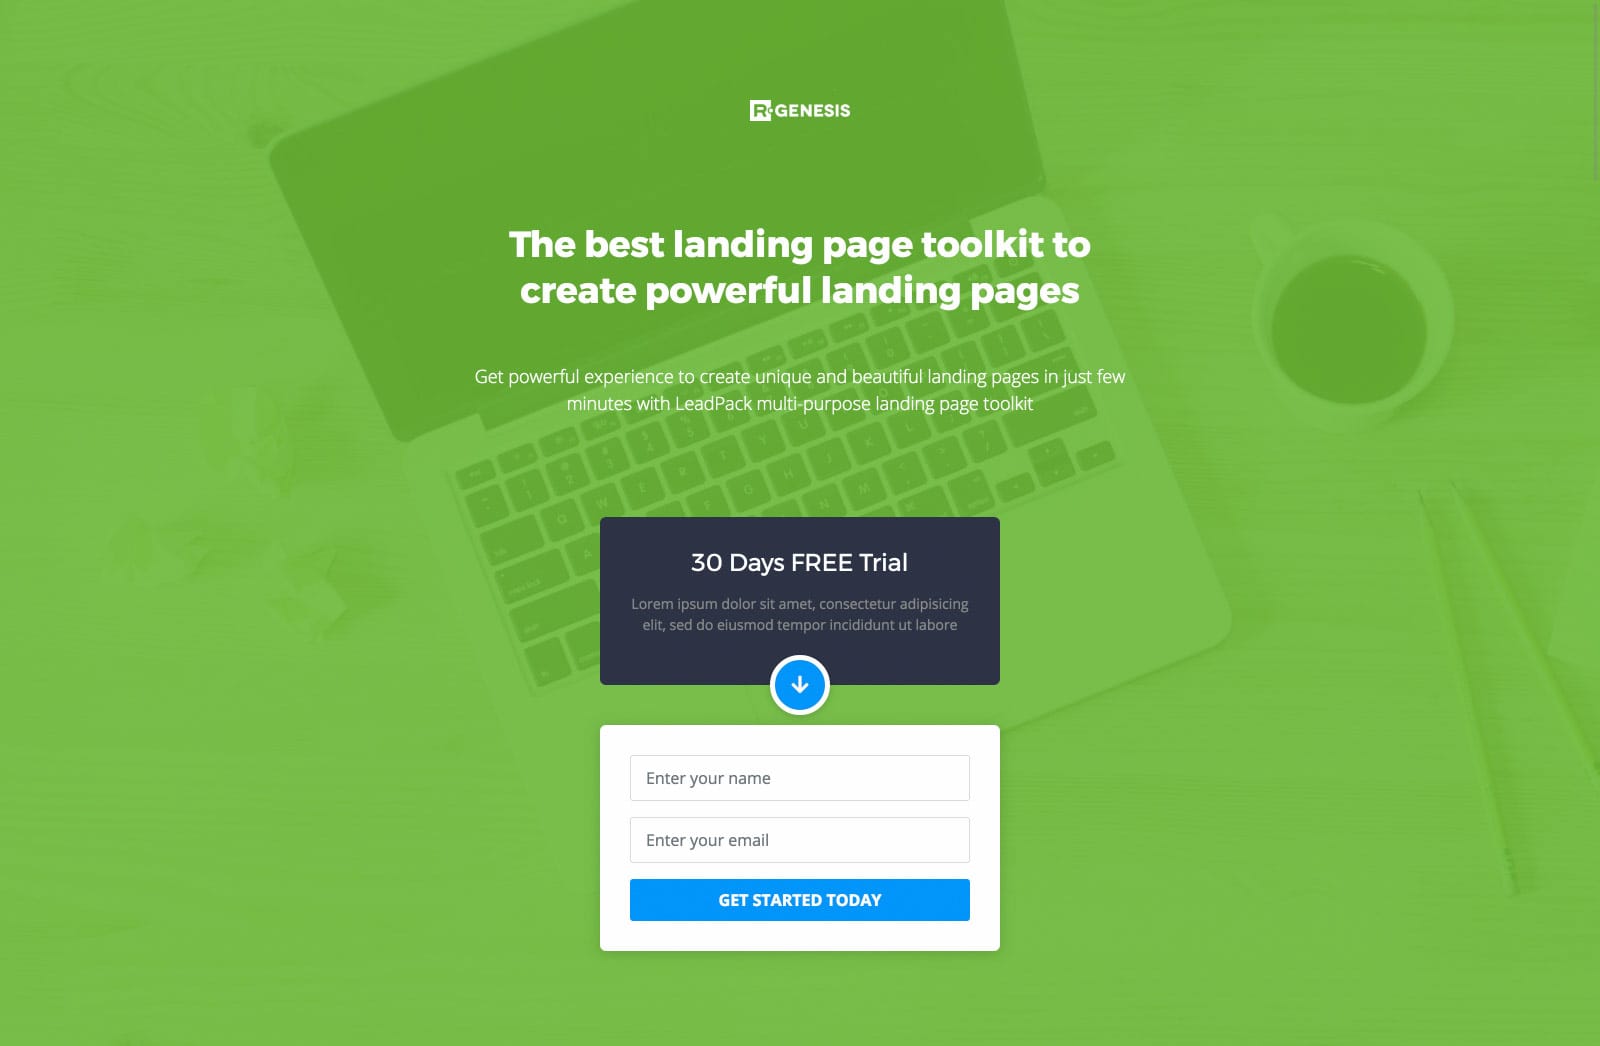 R GENESIS
The best landing page toolkit to
create powerful landing pages
Get powerful experience to create unique and beautiful landing pages in just few
minutes with LeadPack multi-purpose landing page toolkit
30 Days FREE Trial
Lorem ipsum dolor sit amet, consectetur adipisicing
elit, sed do eiusmod tempor incididunt ut labore
Enter your name
Enter your email
GET STARTED TODAY